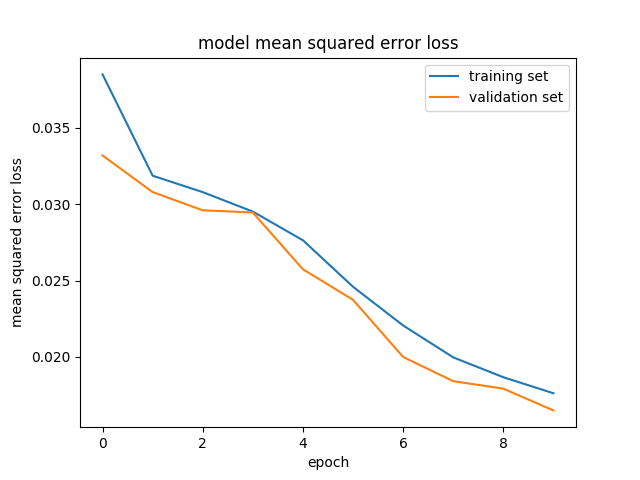 model mean squared error loss
training set
validation set
mean squared error loss
0.035
0.030
0.025
0.020
0 2 4 6 8
epoch